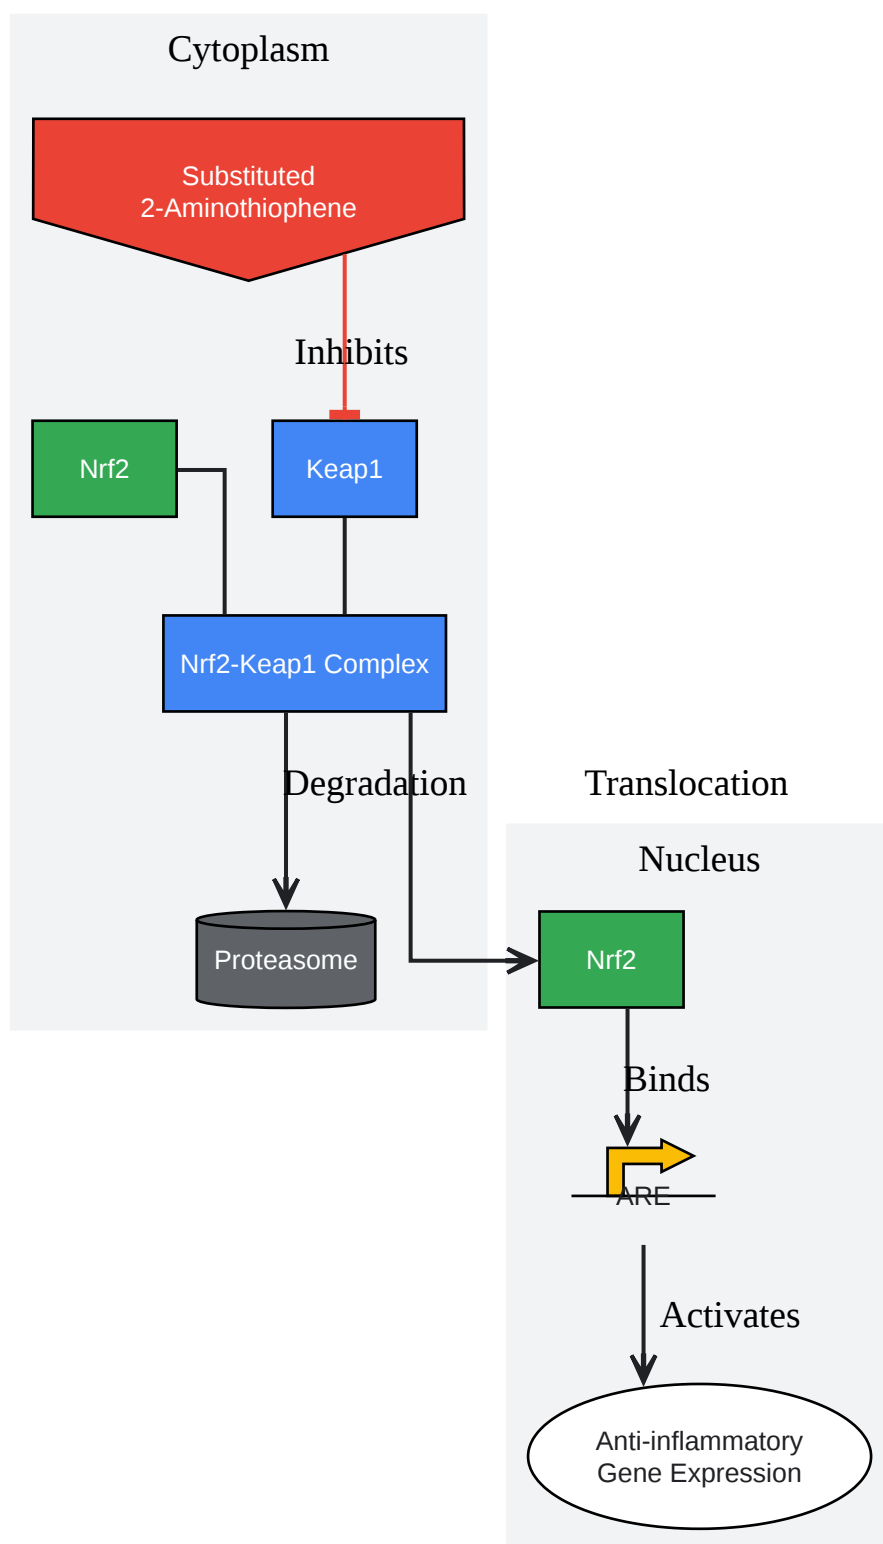 Cytoplasm
Substituted
2-Aminothiophene
Inhibits
Nrf2
Keap1
Nrf2-Keap1 Complex
Degradation
Translocation
Nucleus
Proteasome
Nrf2
Binds
ARE
Activates
Anti-inflammatory
Gene Expression